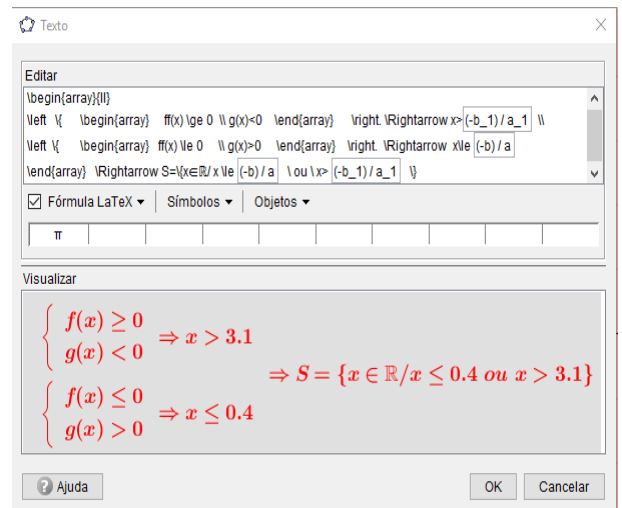 Texto
Editar
\begin{array}{ll}
\left \{ \begin{array} ff(x) \ge 0 \\ g(x)<0 \end{array} \right. \Rightarrow x> (-b_1) / a_1 \\
\left \{ \begin{array} ff(x) \le 0 \\ g(x)>0 \end{array} \right. \Rightarrow x\le (-b) / a
\end{array} \Rightarrow S=\{x∈ℝ/ x \le (-b) / a \ ou \ x> (-b_1) / a_1 \}
Fórmula LaTeX Símbolos Objetos
π
Visualizar
f(x) ≥ 0
g(x) < 0 ⇒ x > 3.1
⇒ S = {x ∈ ℝ/x ≤ 0.4 ou x > 3.1}
f(x) ≤ 0
g(x) > 0 ⇒ x ≤ 0.4
Ajuda OK Cancelar